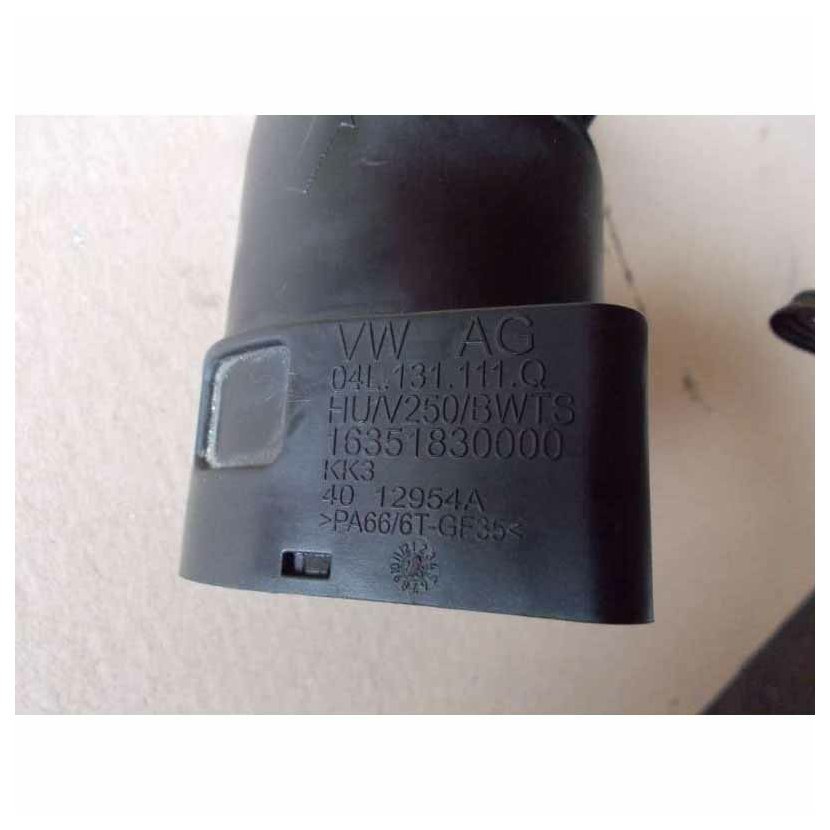 VW AG
04L.131.111.Q
HU/V250/BWTS
16351830000
KK3
40 12954A
>PA66/6T-GF35<